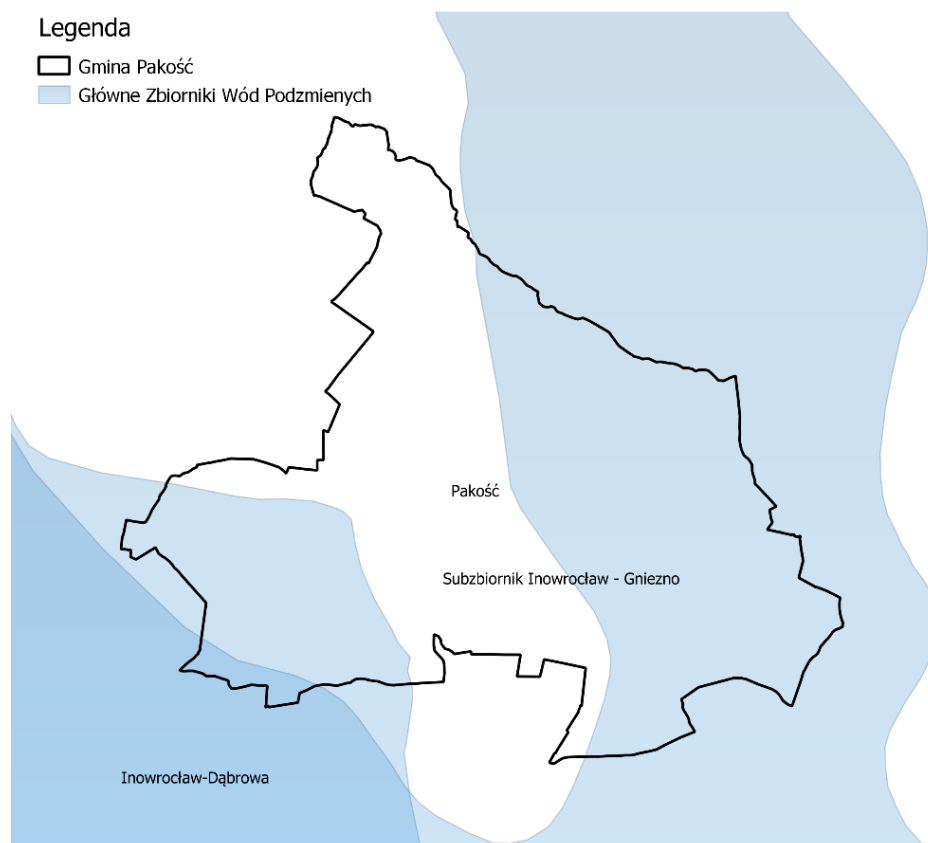 Legenda
Gmina Pakość
Główne Zbiorniki Wód Podzmienych
Pakość
Subzbiornik Inowrocław - Gniezno
Inowrocław-Dąbrowa